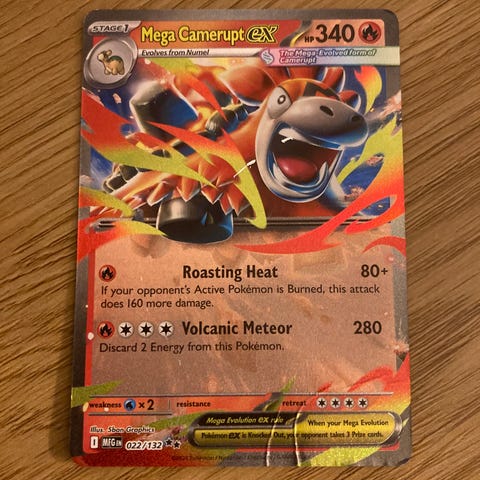 STAGE 1
Mega Camerupt ex
HP 340
Evolves from Numel
The Mega-Evolved form of
Camerupt
Roasting Heat 80+
If your opponent's Active Pokémon is Burned, this attack
does 160 more damage.
Volcanic Meteor 280
Discard 2 Energy from this Pokémon.
weakness x2 resistance retreat
Illus. 5ban Graphics
Mega Evolution ex rule
When your Mega Evolution
Pokémon ex is Knocked Out, your opponent takes 3 Prize cards.
022/132